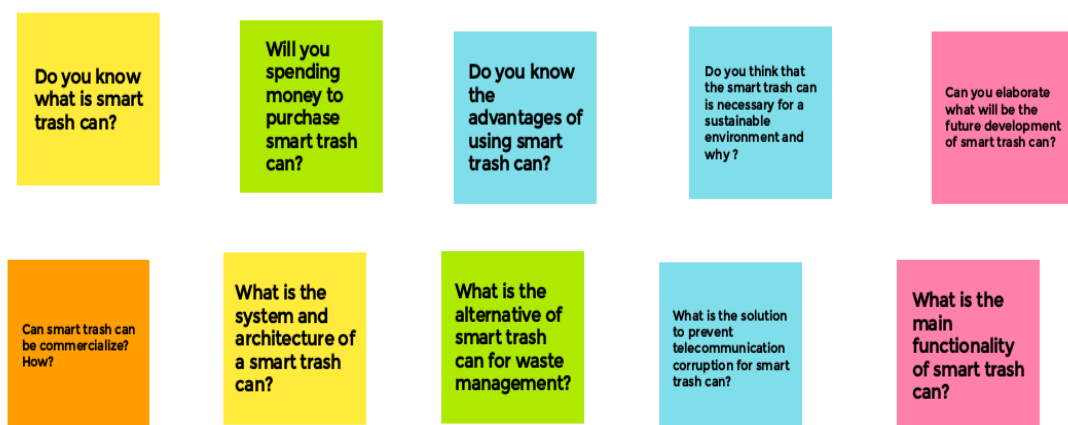 Do you know
what is smart
trash can?
Will you
spending
money to
purchase
smart trash
can?
Do you know
the
advantages of
using smart
trash can?
Do you think that
the smart trash can
is necessary for a
sustainable
environment and
why ?
Can you elaborate
what will be the
future development
of smart trash can?
Can smart trash can
be commercialize?
How?
What is the
system and
architecture of
a smart trash
can?
What is the
alternative of
smart trash
can for waste
management?
What is the solution
to prevent
telecommunication
corruption for smart
trash can?
What is the
main
functionality
of smart trash
can?